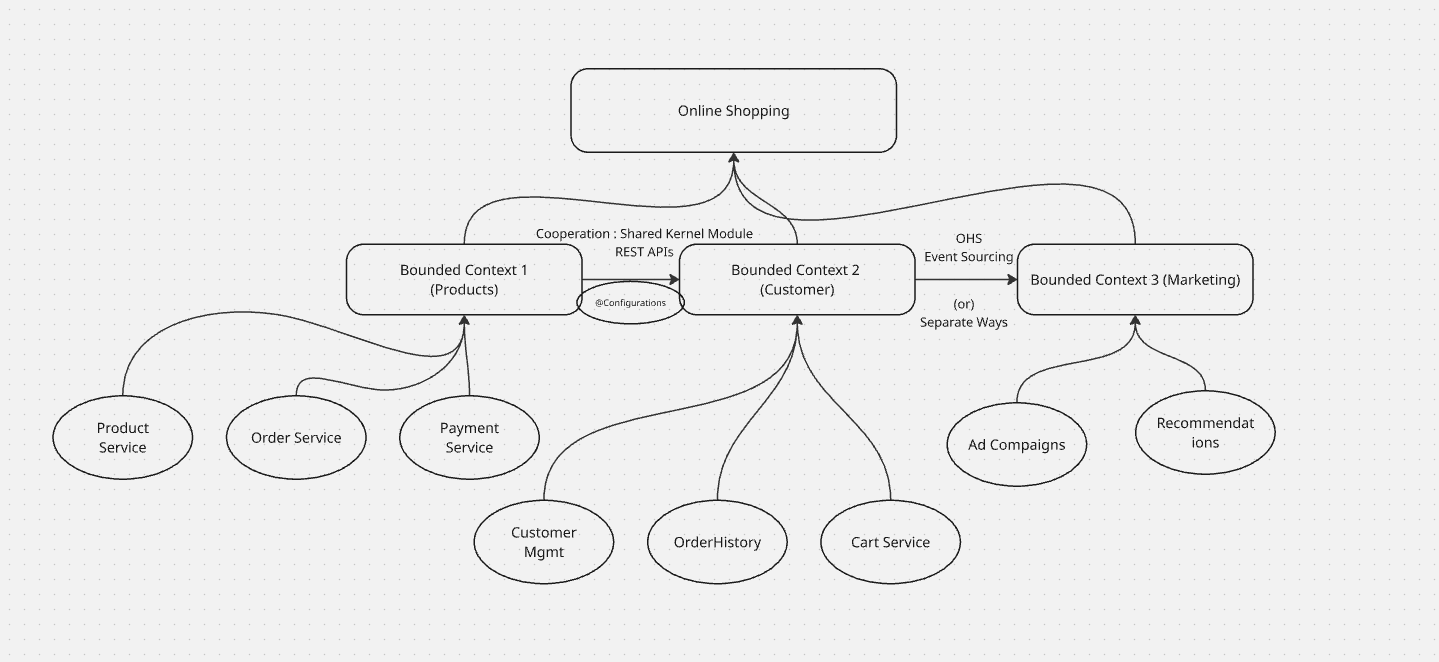 Online Shopping
Cooperation : Shared Kernel Module
REST APIs
OHS
Event Sourcing
Bounded Context 1
(Products)
Bounded Context 2
(Customer)
Bounded Context 3 (Marketing)
@Configurations
(or)
Separate Ways
Product
Service
Order Service
Payment
Service
Ad Compaigns
Recommendat
ions
Customer
Mgmt
OrderHistory
Cart Service